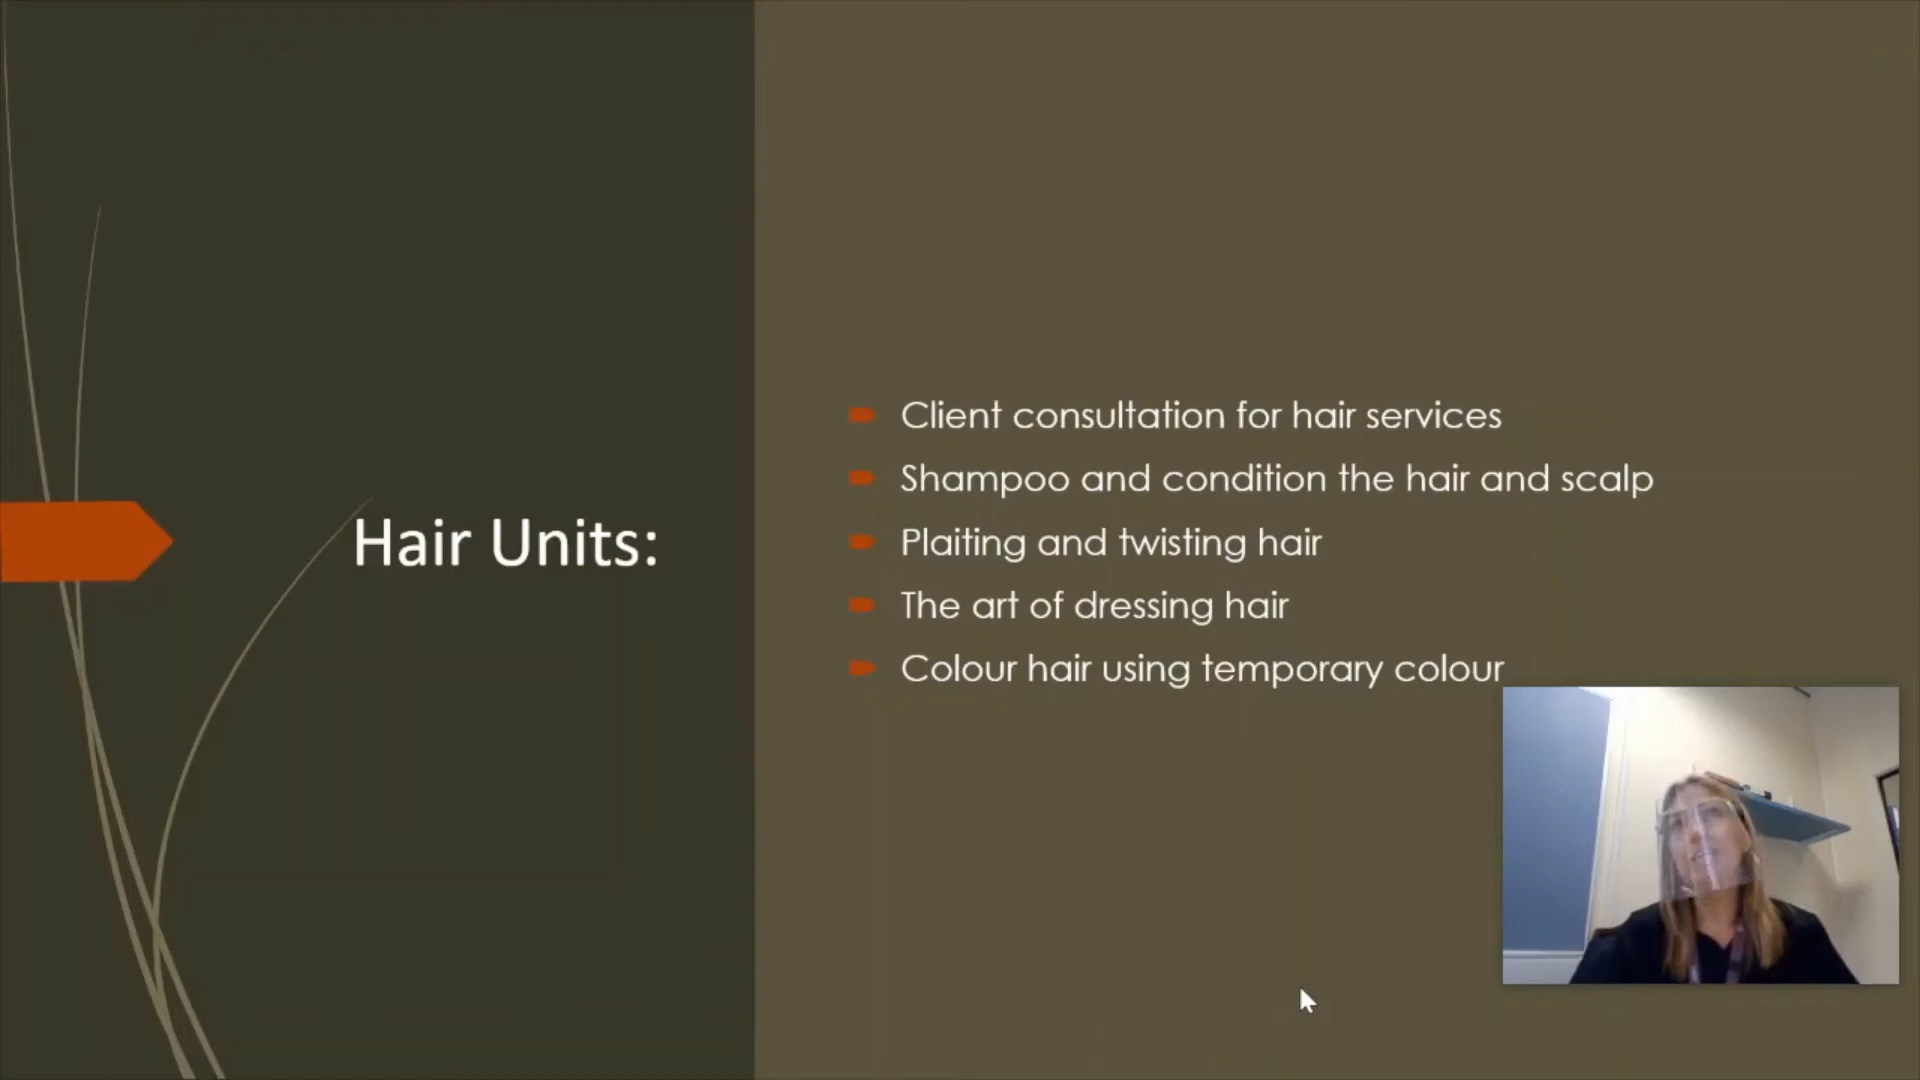 Hair Units:
Client consultation for hair services
Shampoo and condition the hair and scalp
Plaiting and twisting hair
The art of dressing hair
Colour hair using temporary colour